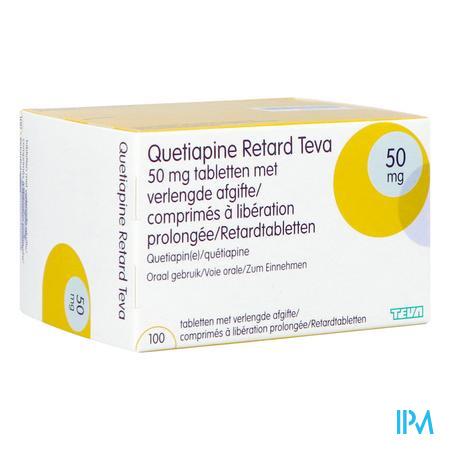 Quetiapine Retard Teva
50 mg tabletten met
verlengde afgifte/
comprimés à libération
prolongée/Retardtabletten
Quetiapin(e)/quétiapine
Oraal gebruik/Voie orale/Zum Einnehmen
100
tabletten met verlengde afgifte/
comprimés à libération prolongée/Retardtabletten
50
mg
TEVA
Quetiapine Retard Teva
50
mg
IPM